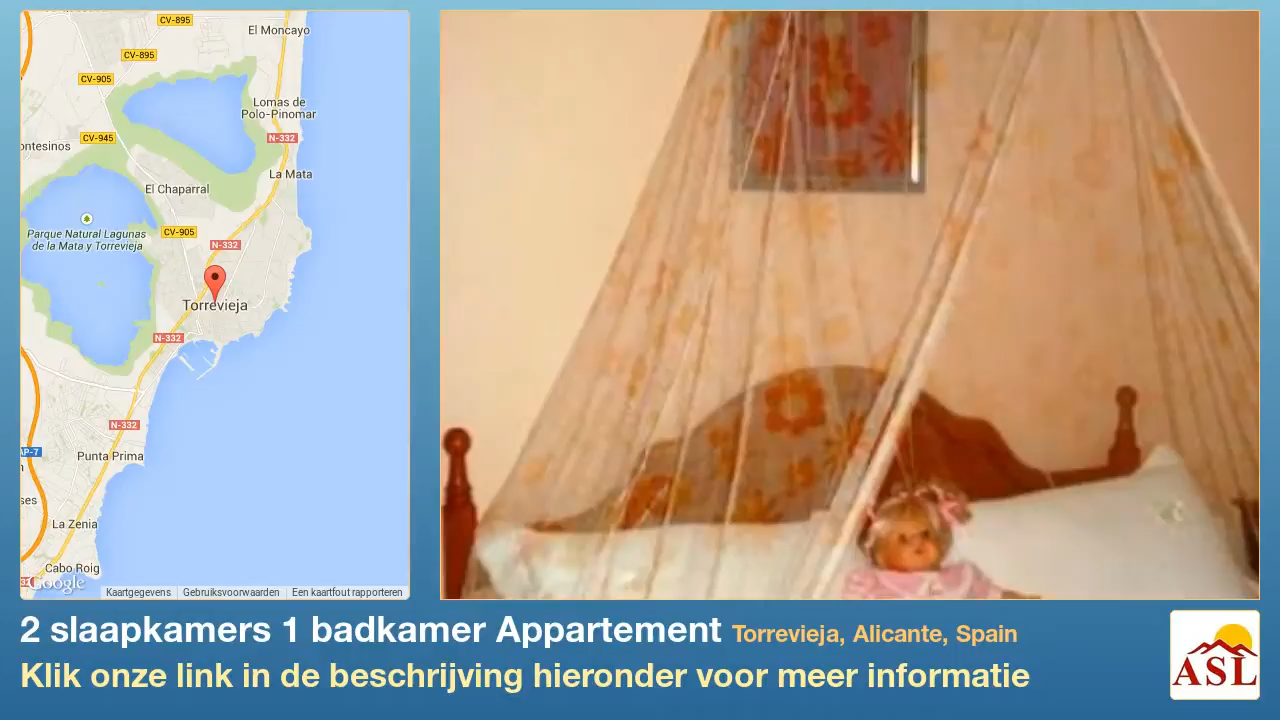 CV-895
El Moncayo
CV-895
CV-905
Lomas de
Polo-Pinomar
CV-945
N-332
ontesinos
La Mata
El Chaparral
Parque Natural Lagunas
de la Mata y Torrevieja
CV-905
N-332
Torrevieja
N-332
N-332
AP-7
Punta Prima
ses
La Zenia
Cabo Roig
Google
Kaartgegevens
Gebruiksvoorwaarden
Een kaartfout rapporteren
2 slaapkamers 1 badkamer Appartement Torrevieja, Alicante, Spain
Klik onze link in de beschrijving hieronder voor meer informatie
ASL